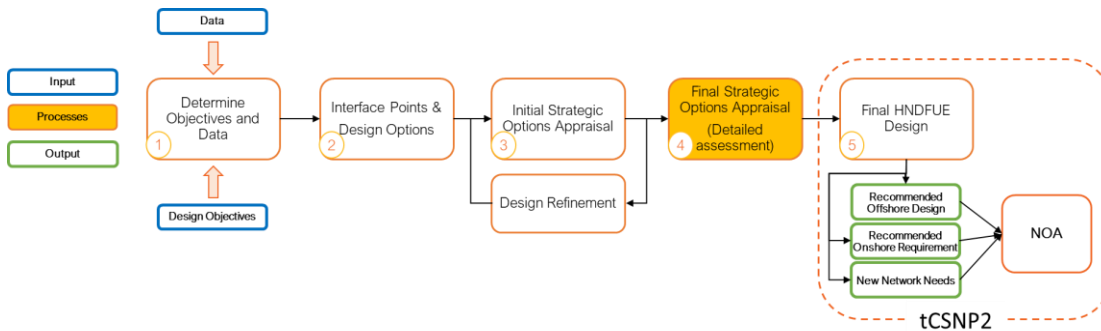 Data
Input
Processes
Output
Determine
Objectives and
Data
1
Design Objectives
Interface Points &
Design Options
2
Initial Strategic
Options Appraisal
3
Design Refinement
Final Strategic
Options Appraisal
(Detailed
assessment)
4
Final HNDFUE
Design
5
Recommended
Offshore Design
Recommended
Onshore Requirement
New Network Needs
NOA
tCSNP2